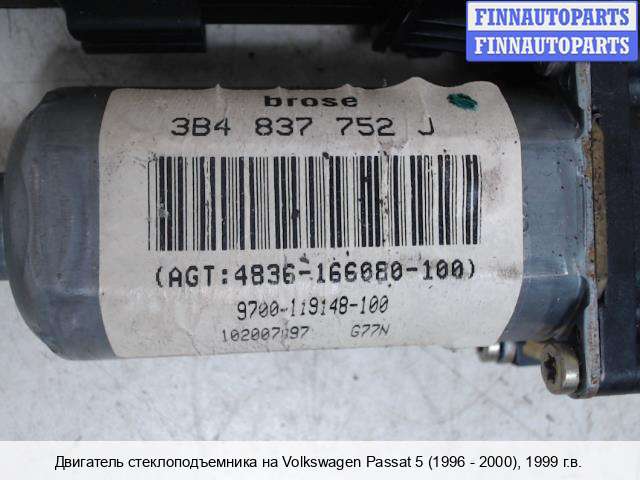 FINNAUTOPARTS
FINNAUTOPARTS
brose
3B4 837 752 J
(AGT:4836-166080-100)
9700-119148-100
G77N
Двигатель стеклоподъемника на Volkswagen Passat 5 (1996 - 2000), 1999 г.в.